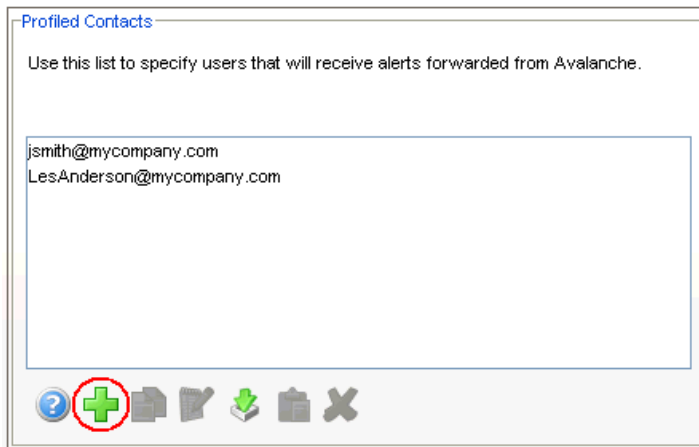 Profiled Contacts
Use this list to specify users that will receive alerts forwarded from Avalanche.
jsmith@mycompany.com
LesAnderson@mycompany.com
?